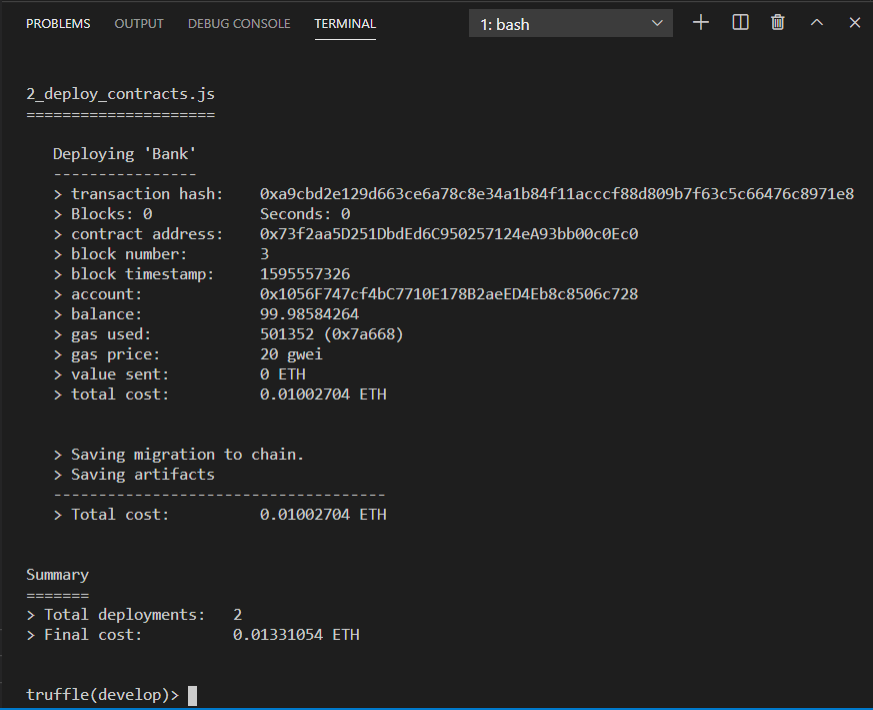 PROBLEMS OUTPUT DEBUG CONSOLE TERMINAL 1: bash
2_deploy_contracts.js
=====================
Deploying 'Bank'
----------------
> transaction hash: 0xa9cbd2e129d663ce6a78c8e34a1b84f11acccf88d809b7f63c5c66476c8971e8
> Blocks: 0 Seconds: 0
> contract address: 0x73f2aa5D251DbdEd6C950257124eA93bb00c0Ec0
> block number: 3
> block timestamp: 1595557326
> account: 0x1056F747cf4bC7710E178B2aeED4Eb8c8506c728
> balance: 99.98584264
> gas used: 501352 (0x7a668)
> gas price: 20 gwei
> value sent: 0 ETH
> total cost: 0.01002704 ETH
> Saving migration to chain.
> Saving artifacts
-------------------------------------
> Total cost: 0.01002704 ETH
Summary
=======
> Total deployments: 2
> Final cost: 0.01331054 ETH
truffle(develop)>